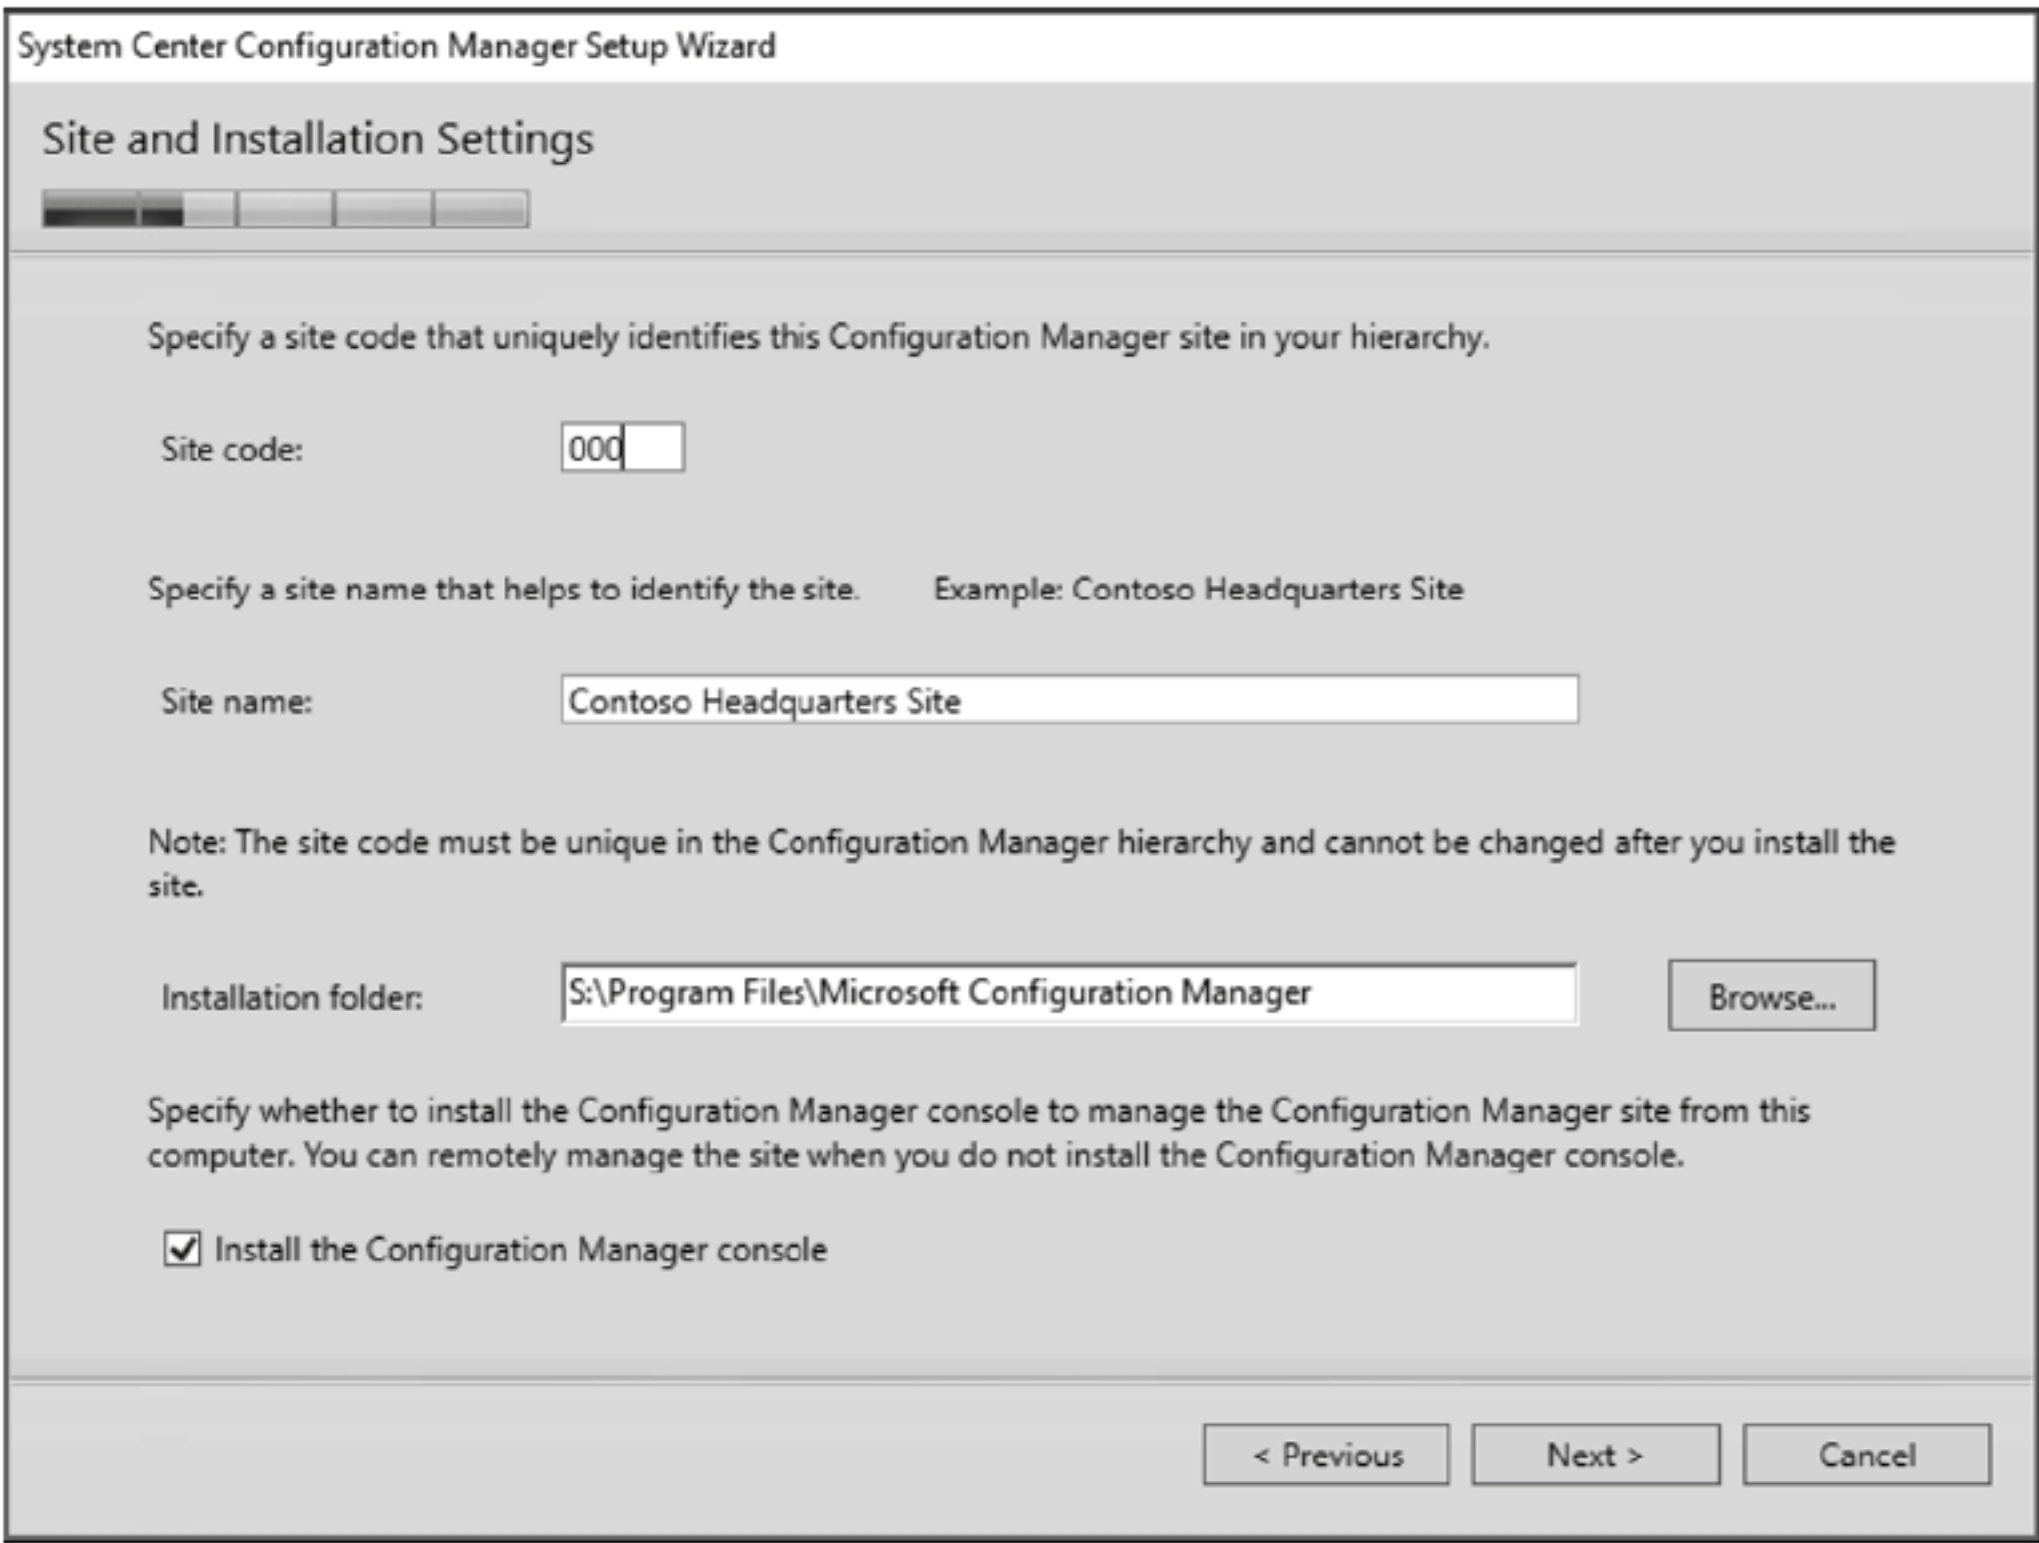 System Center Configuration Manager Setup Wizard
Site and Installation Settings
Specify a site code that uniquely identifies this Configuration Manager site in your hierarchy.
Site code: 000
Specify a site name that helps to identify the site. Example: Contoso Headquarters Site
Site name: Contoso Headquarters Site
Note: The site code must be unique in the Configuration Manager hierarchy and cannot be changed after you install the
site.
Installation folder: S:\Program Files\Microsoft Configuration Manager Browse...
Specify whether to install the Configuration Manager console to manage the Configuration Manager site from this
computer. You can remotely manage the site when you do not install the Configuration Manager console.
Install the Configuration Manager console
< Previous Next > Cancel